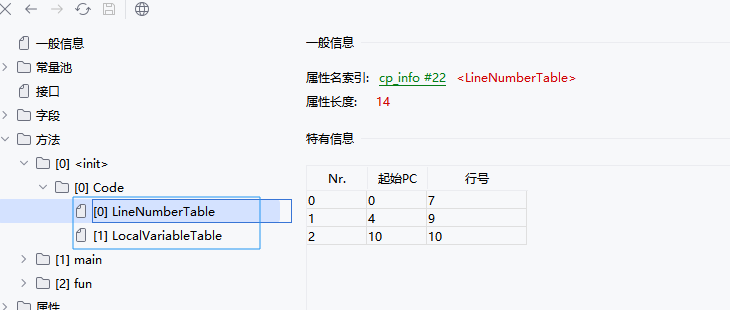 一般信息
常量池
接口
字段
方法
[0] <init>
[0] Code
[0] LineNumberTable
[1] LocalVariableTable
[1] main
[2] fun
属性
一般信息
属性名索引: cp_info #22 <LineNumberTable>
属性长度: 14
特有信息
Nr. 起始PC 行号
0 0 7
1 4 9
2 10 10